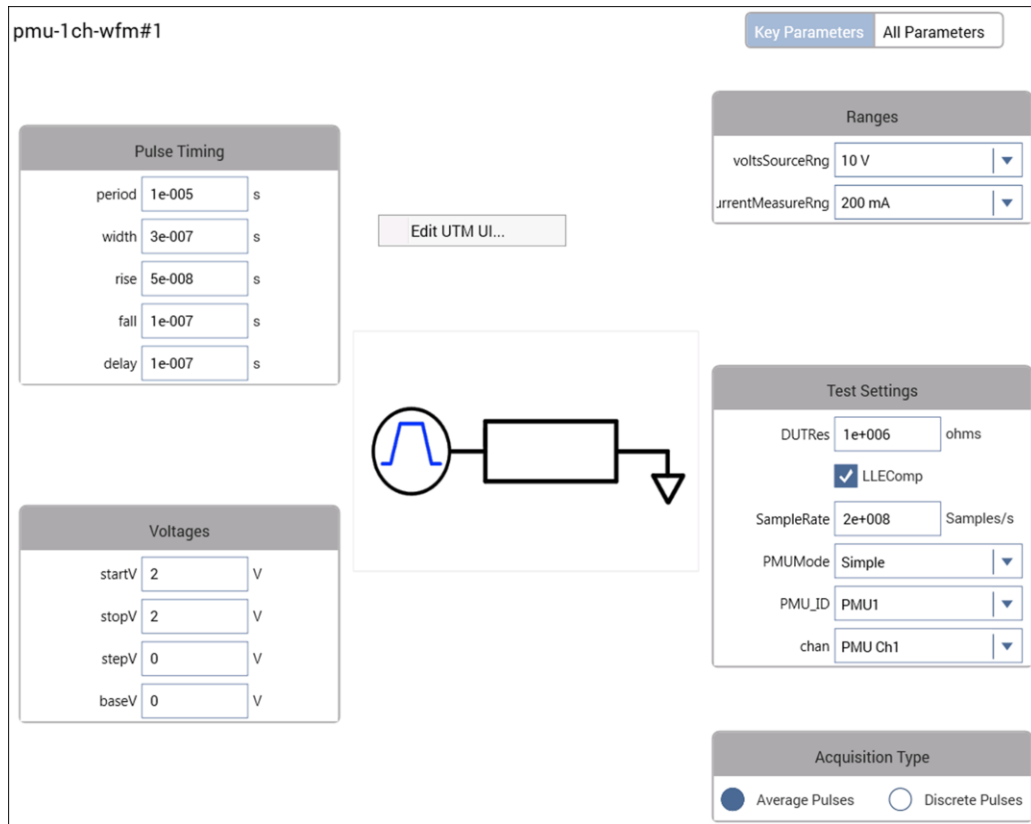 pmu-1ch-wfm#1
Key Parameters All Parameters
Pulse Timing
period 1e-005 s
width 3e-007 s
rise 5e-008 s
fall 1e-007 s
delay 1e-007 s
Edit UTM UI...
Voltages
startV 2 V
stopV 2 V
stepV 0 V
baseV 0 V
Ranges
voltsSourceRng 10 V
urrentMeasureRng 200 mA
Test Settings
DUTRes 1e+006 ohms
LLEComp
SampleRate 2e+008 Samples/s
PMUMode Simple
PMU_ID PMU1
chan PMU Ch1
Acquisition Type
Average Pulses Discrete Pulses